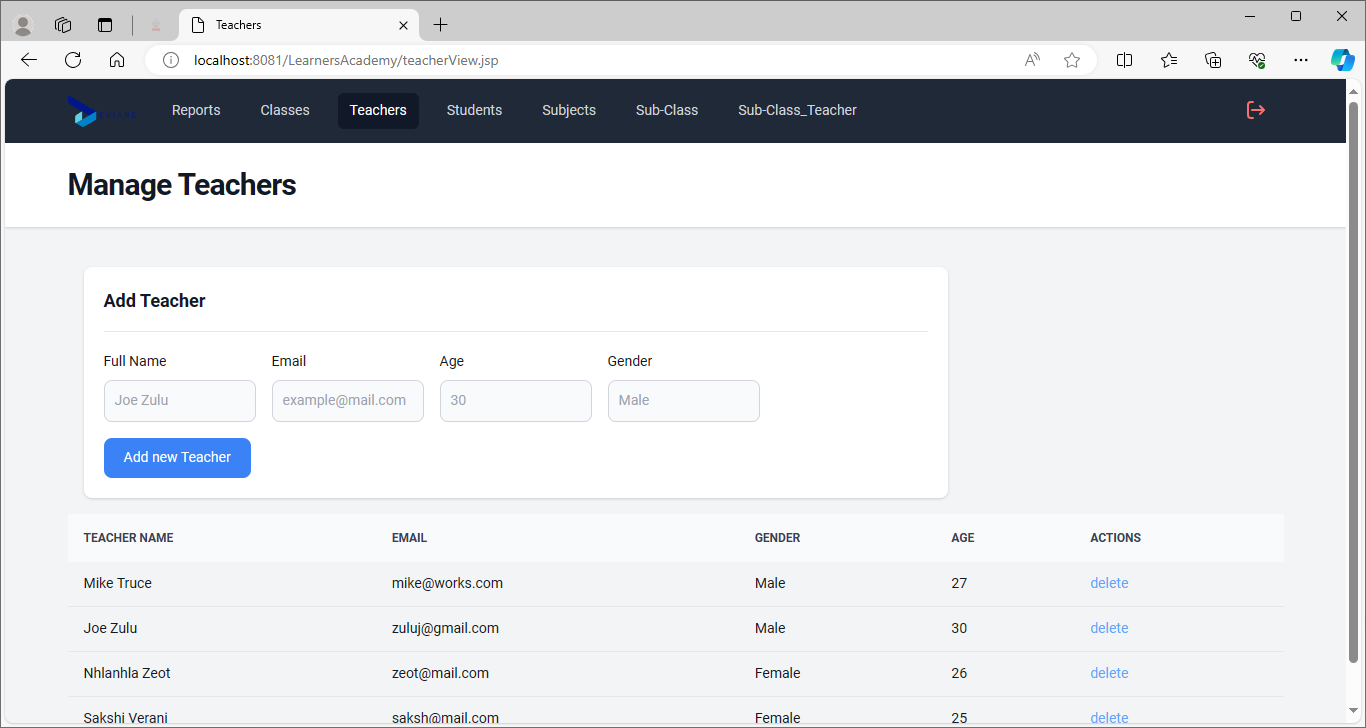 Teachers
localhost:8081/LearnersAcademy/teacherView.jsp
Reports Classes Teachers Students Subjects Sub-Class Sub-Class_Teacher
Manage Teachers
Add Teacher
Full Name Email Age Gender
Joe Zulu example@mail.com 30 Male
Add new Teacher
TEACHER NAME EMAIL GENDER AGE ACTIONS
Mike Truce mike@works.com Male 27 delete
Joe Zulu zuluj@gmail.com Male 30 delete
Nhlanhla Zeot zeot@mail.com Female 26 delete
Sakshi Verani saksh@mail.com Female 25 delete